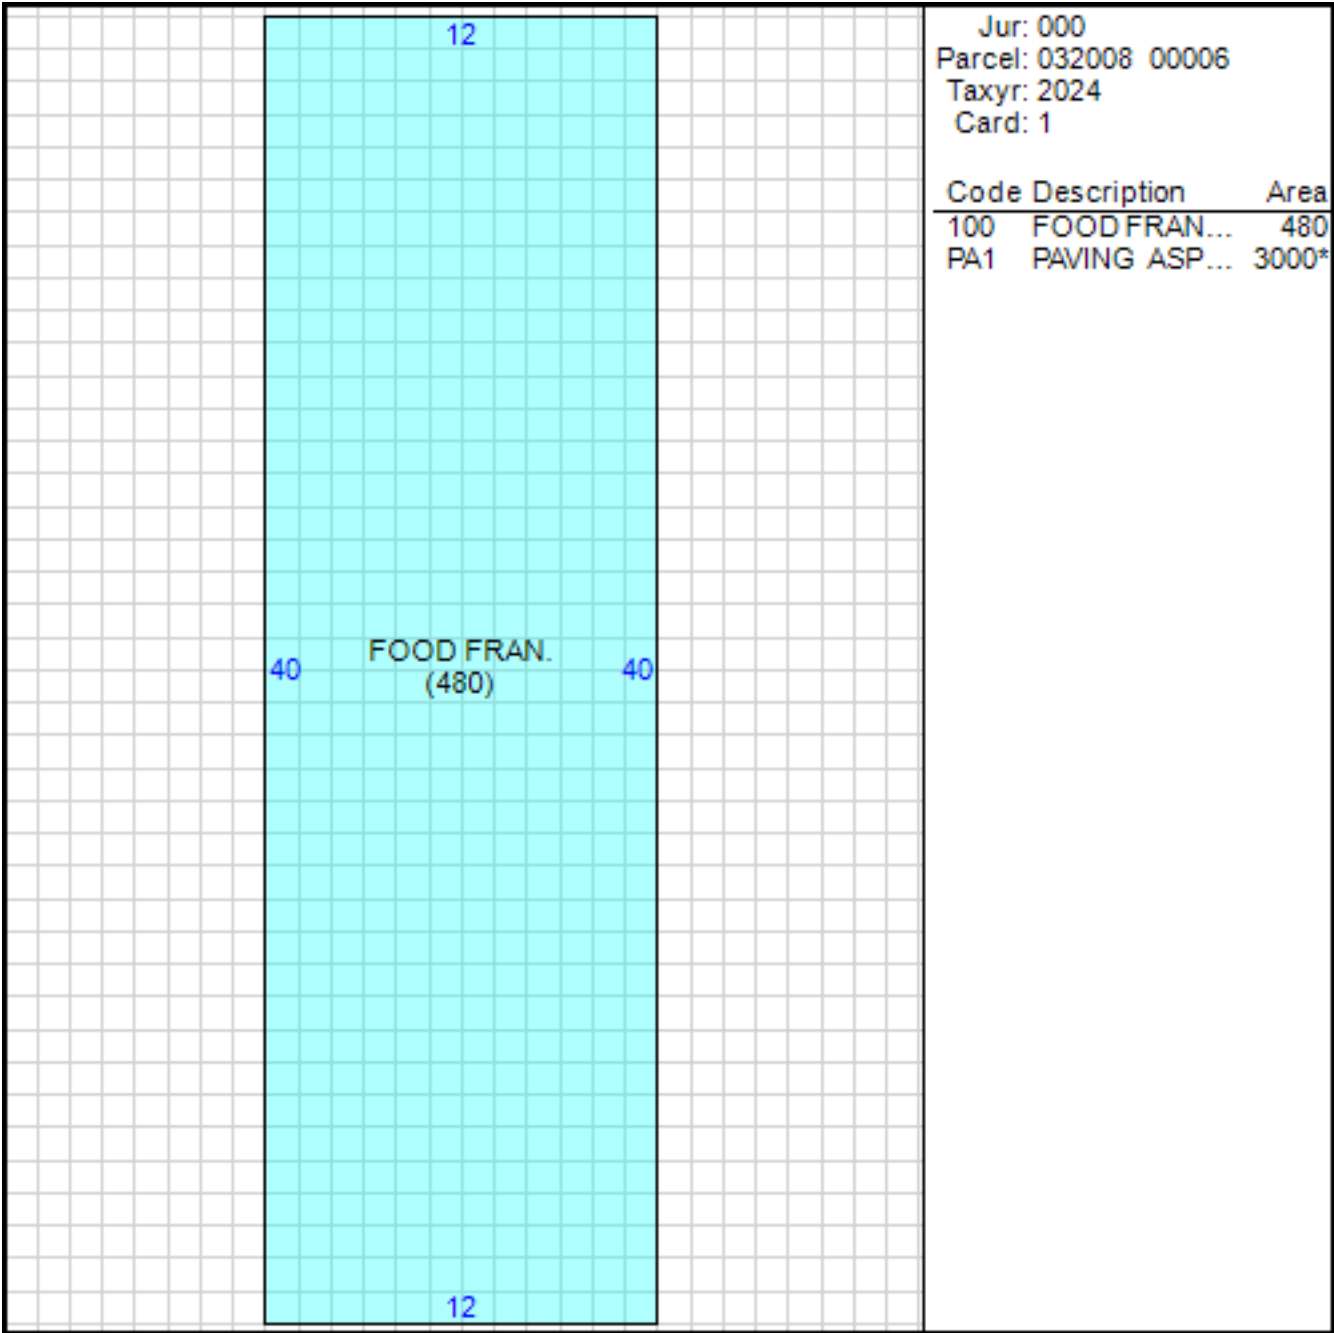 12
40
FOOD FRAN.
(480)
40
12
Jur: 000
Parcel: 032008 00006
Taxyr: 2024
Card: 1
Code Description Area
100 FOOD FRAN... 480
PA1 PAVING ASP... 3000*